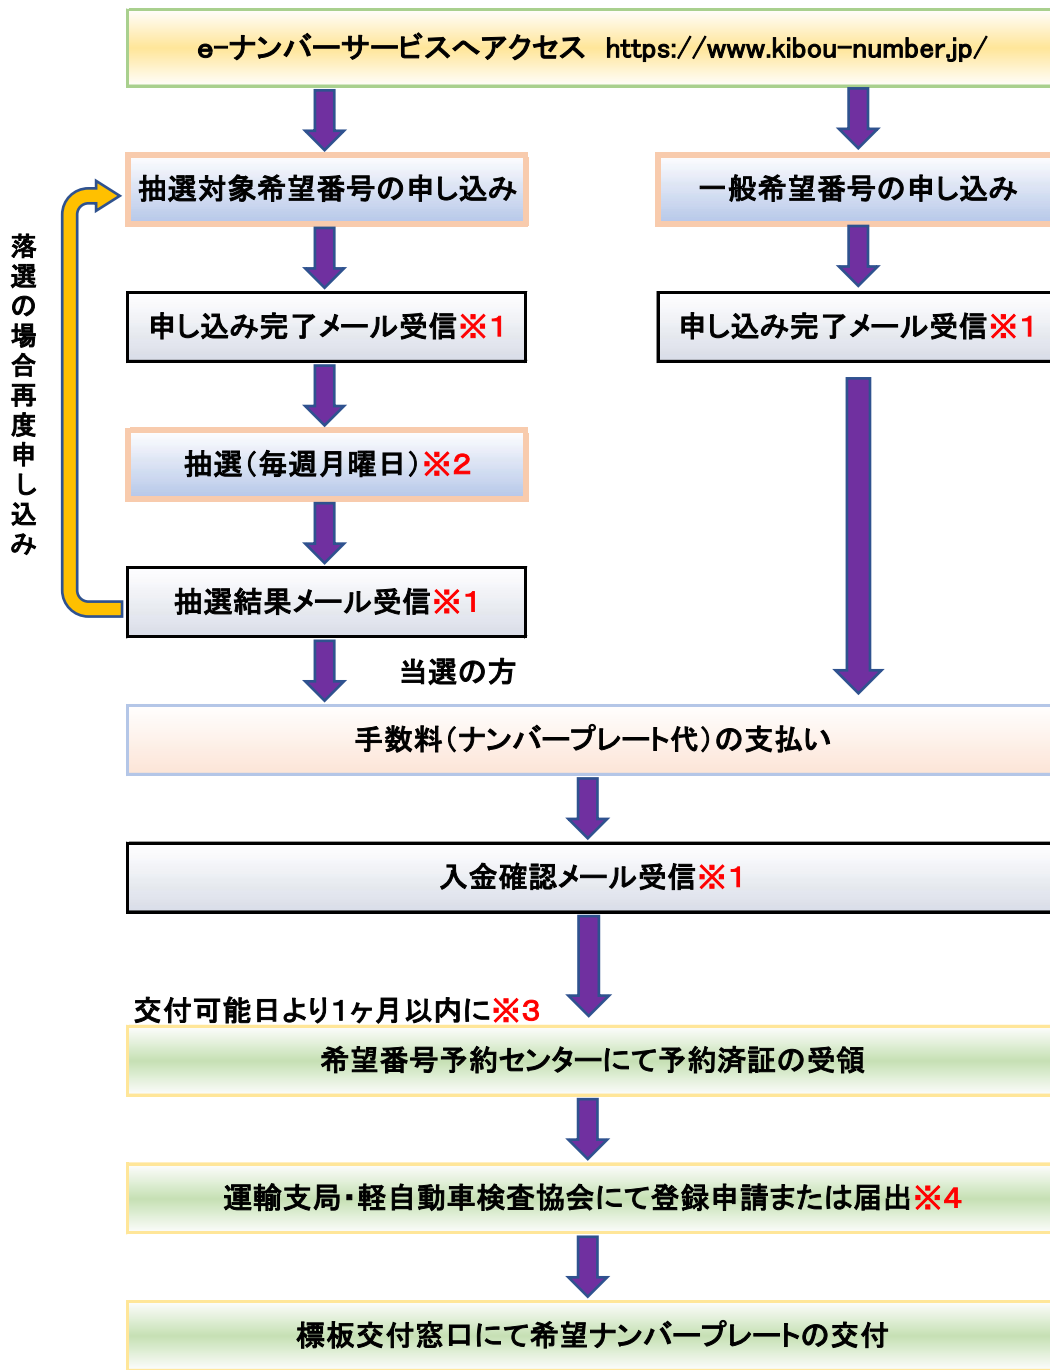 e-ナンバーサービスへアクセス https://www.kibou-number.jp/
抽選対象希望番号の申し込み
一般希望番号の申し込み
申し込み完了メール受信※1
申し込み完了メール受信※1
落選の場合再度申し込み
抽選（毎週月曜日）※2
抽選結果メール受信※1
当選の方
手数料（ナンバープレート代）の支払い
入金確認メール受信※1
交付可能日より1ヶ月以内に※3
希望番号予約センターにて予約済証の受領
運輸支局・軽自動車検査協会にて登録申請または届出※4
標板交付窓口にて希望ナンバープレートの交付